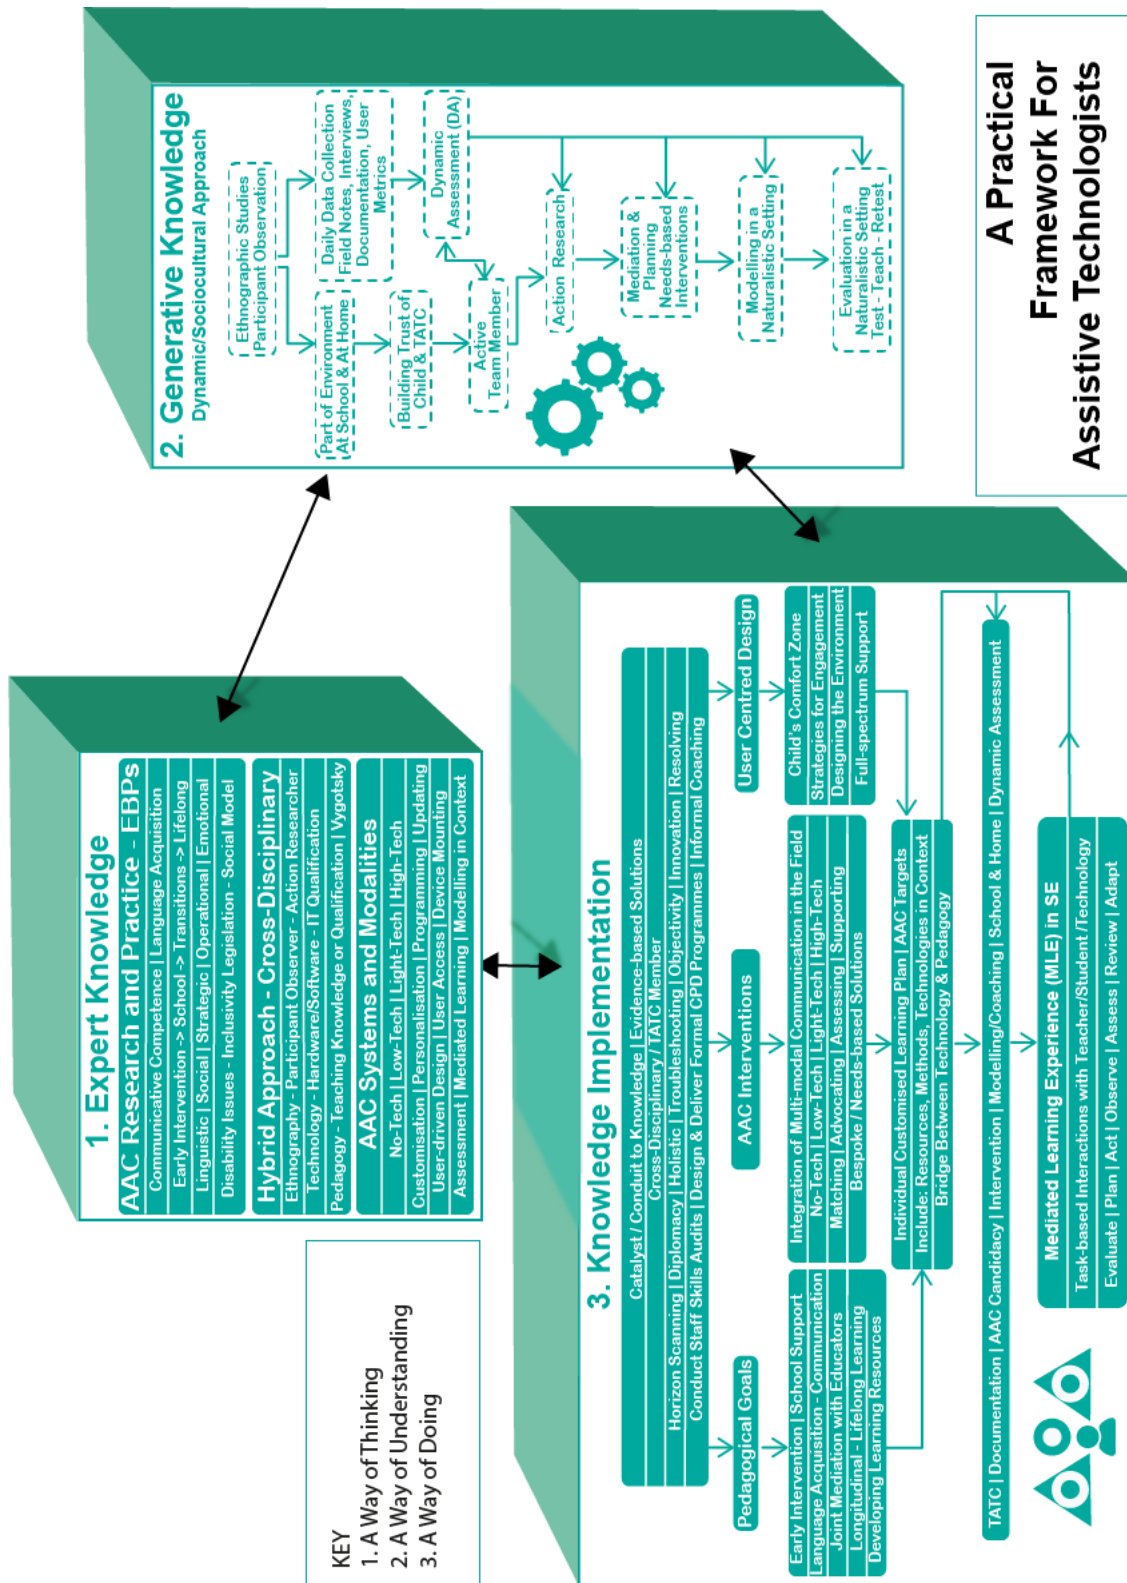 1. Expert Knowledge
AAC Research and Practice - EBPs
Communicative Competence | Language Acquisition
Early Intervention -> School -> Transitions -> Lifelong
Linguistic | Social | Strategic | Operational | Emotional
Disability Issues - Inclusivity Legislation - Social Model
Hybrid Approach - Cross-Disciplinary
Ethnography - Participant Observer - Action Researcher
Technology - Hardware/Software - IT Qualification
Pedagogy - Teaching Knowledge or Qualification | Vygotsky
AAC Systems and Modalities
No-Tech | Low-Tech | Light-Tech | High-Tech
Customisation | Personalisation | Programming | Updating
User-driven Design | User Access | Device Mounting
Assessment | Mediated Learning | Modelling in Context
2. Generative Knowledge
Dynamic/Sociocultural Approach
Ethnographic Studies
Participant Observation
Part of Environment
At School & At Home
Daily Data Collection
Field Notes, Interviews,
Documentation, User
Metrics
Building Trust of
Child & TATC
Active
Team Member
Dynamic
Assessment (DA)
Action Research
Mediation &
Planning
Needs-based
Interventions
Modelling in a
Naturalistic Setting
Evaluation in a
Naturalistic Setting
Test - Teach - Retest
KEY
1. A Way of Thinking
2. A Way of Understanding
3. A Way of Doing
3. Knowledge Implementation
Catalyst / Conduit to Knowledge | Evidence-based Solutions
Cross-Disciplinary / TATC Member
Horizon Scanning | Diplomacy | Holistic | Troubleshooting | Objectivity | Innovation | Resolving
Conduct Staff Skills Audits | Design & Deliver Formal CPD Programmes | Informal Coaching
Pedagogical Goals
AAC Interventions
User Centred Design
Early Intervention | School Support
Language Acquisition - Communication
Joint Mediation with Educators
Longitudinal - Lifelong Learning
Developing Learning Resources
Integration of Multi-modal Communication in the Field
No-Tech | Low-Tech | Light-Tech | High-Tech
Matching | Advocating | Assessing | Supporting
Bespoke / Needs-based Solutions
Child's Comfort Zone
Strategies for Engagement
Designing the Environment
Full-spectrum Support
Individual Customised Learning Plan | AAC Targets
Include: Resources, Methods, Technologies in Context
Bridge Between Technology & Pedagogy
TATC | Documentation | AAC Candidacy | Intervention | Modelling/Coaching | School & Home | Dynamic Assessment
Mediated Learning Experience (MLE) in SE
Task-based Interactions with Teacher/Student /Technology
Evaluate | Plan | Act | Observe | Assess | Review | Adapt
A Practical
Framework For
Assistive Technologists